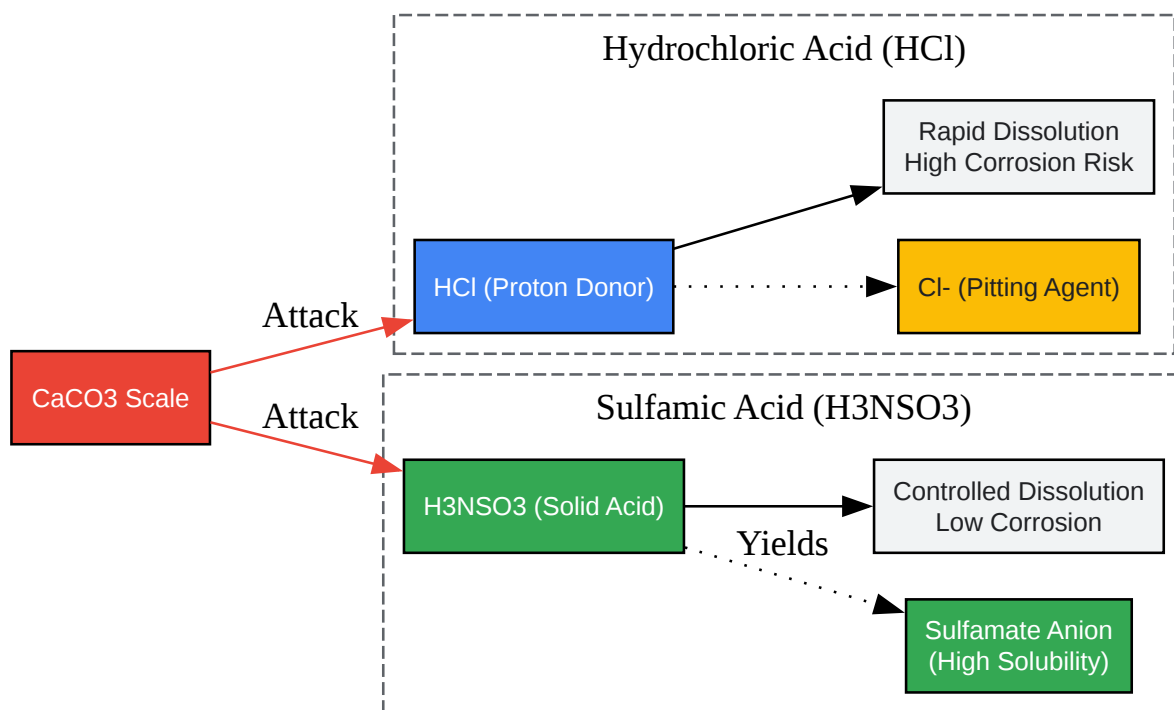 Hydrochloric Acid (HCl)
Rapid Dissolution
High Corrosion Risk
HCl (Proton Donor)
Cl- (Pitting Agent)
Attack
CaCO3 Scale
Attack
Sulfamic Acid (H3NSO3)
H3NSO3 (Solid Acid)
Controlled Dissolution
Low Corrosion
Yields
Sulfamate Anion
(High Solubility)